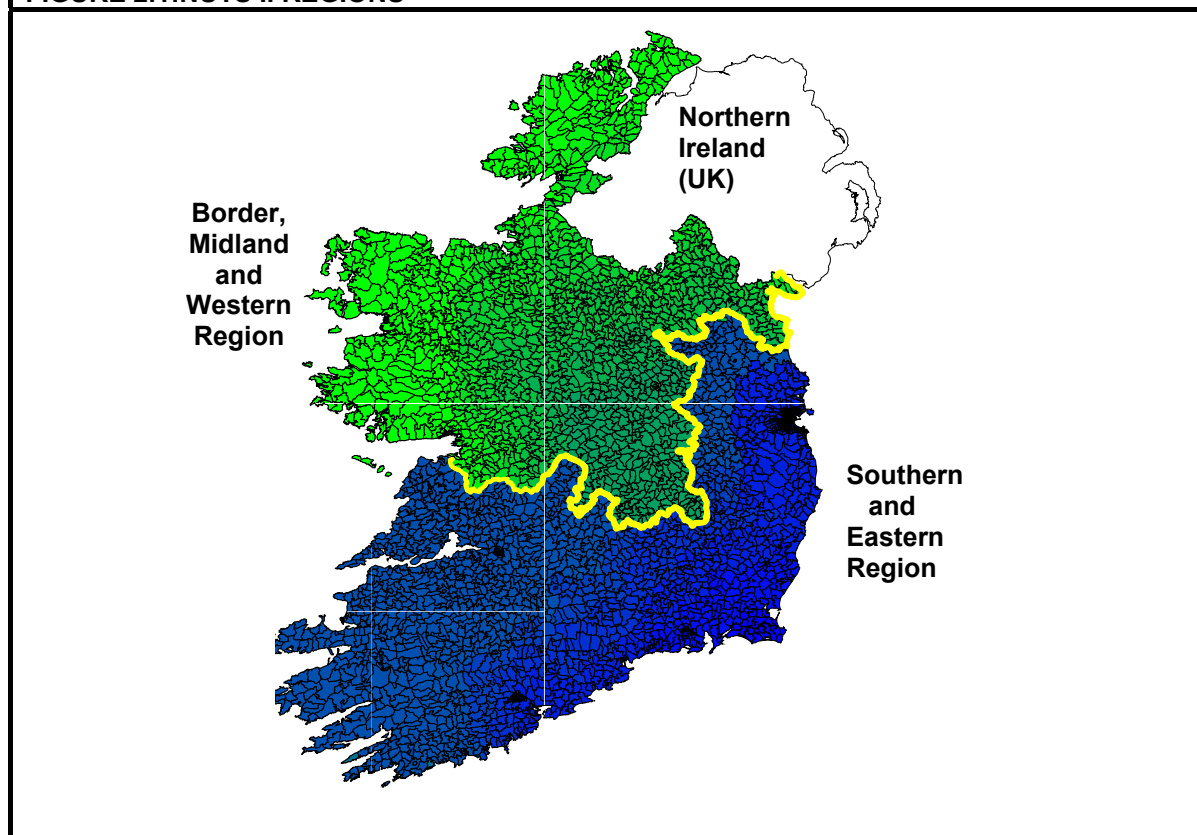 Northern
Ireland
(UK)
Border,
Midland
and
Western
Region
Southern
and
Eastern
Region